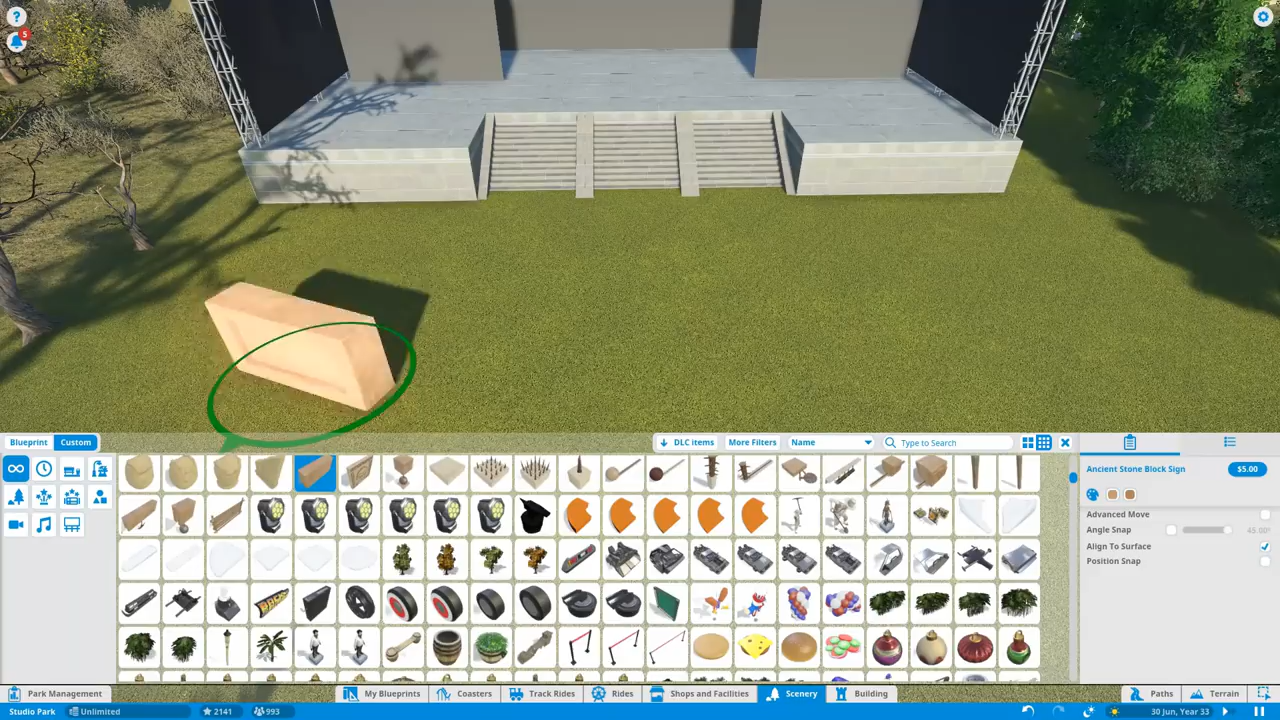 ?
5
Blueprint
Custom
DLC items
More Filters
Name
Type to Search
Ancient Stone Block Sign
$5.00
Advanced Move
Angle Snap
45.00°
Align To Surface
Position Snap
Park Management
My Blueprints
Coasters
Track Rides
Rides
Shops and Facilities
Scenery
Building
Paths
Terrain
Studio Park
Unlimited
2141
993
30 Jun, Year 33